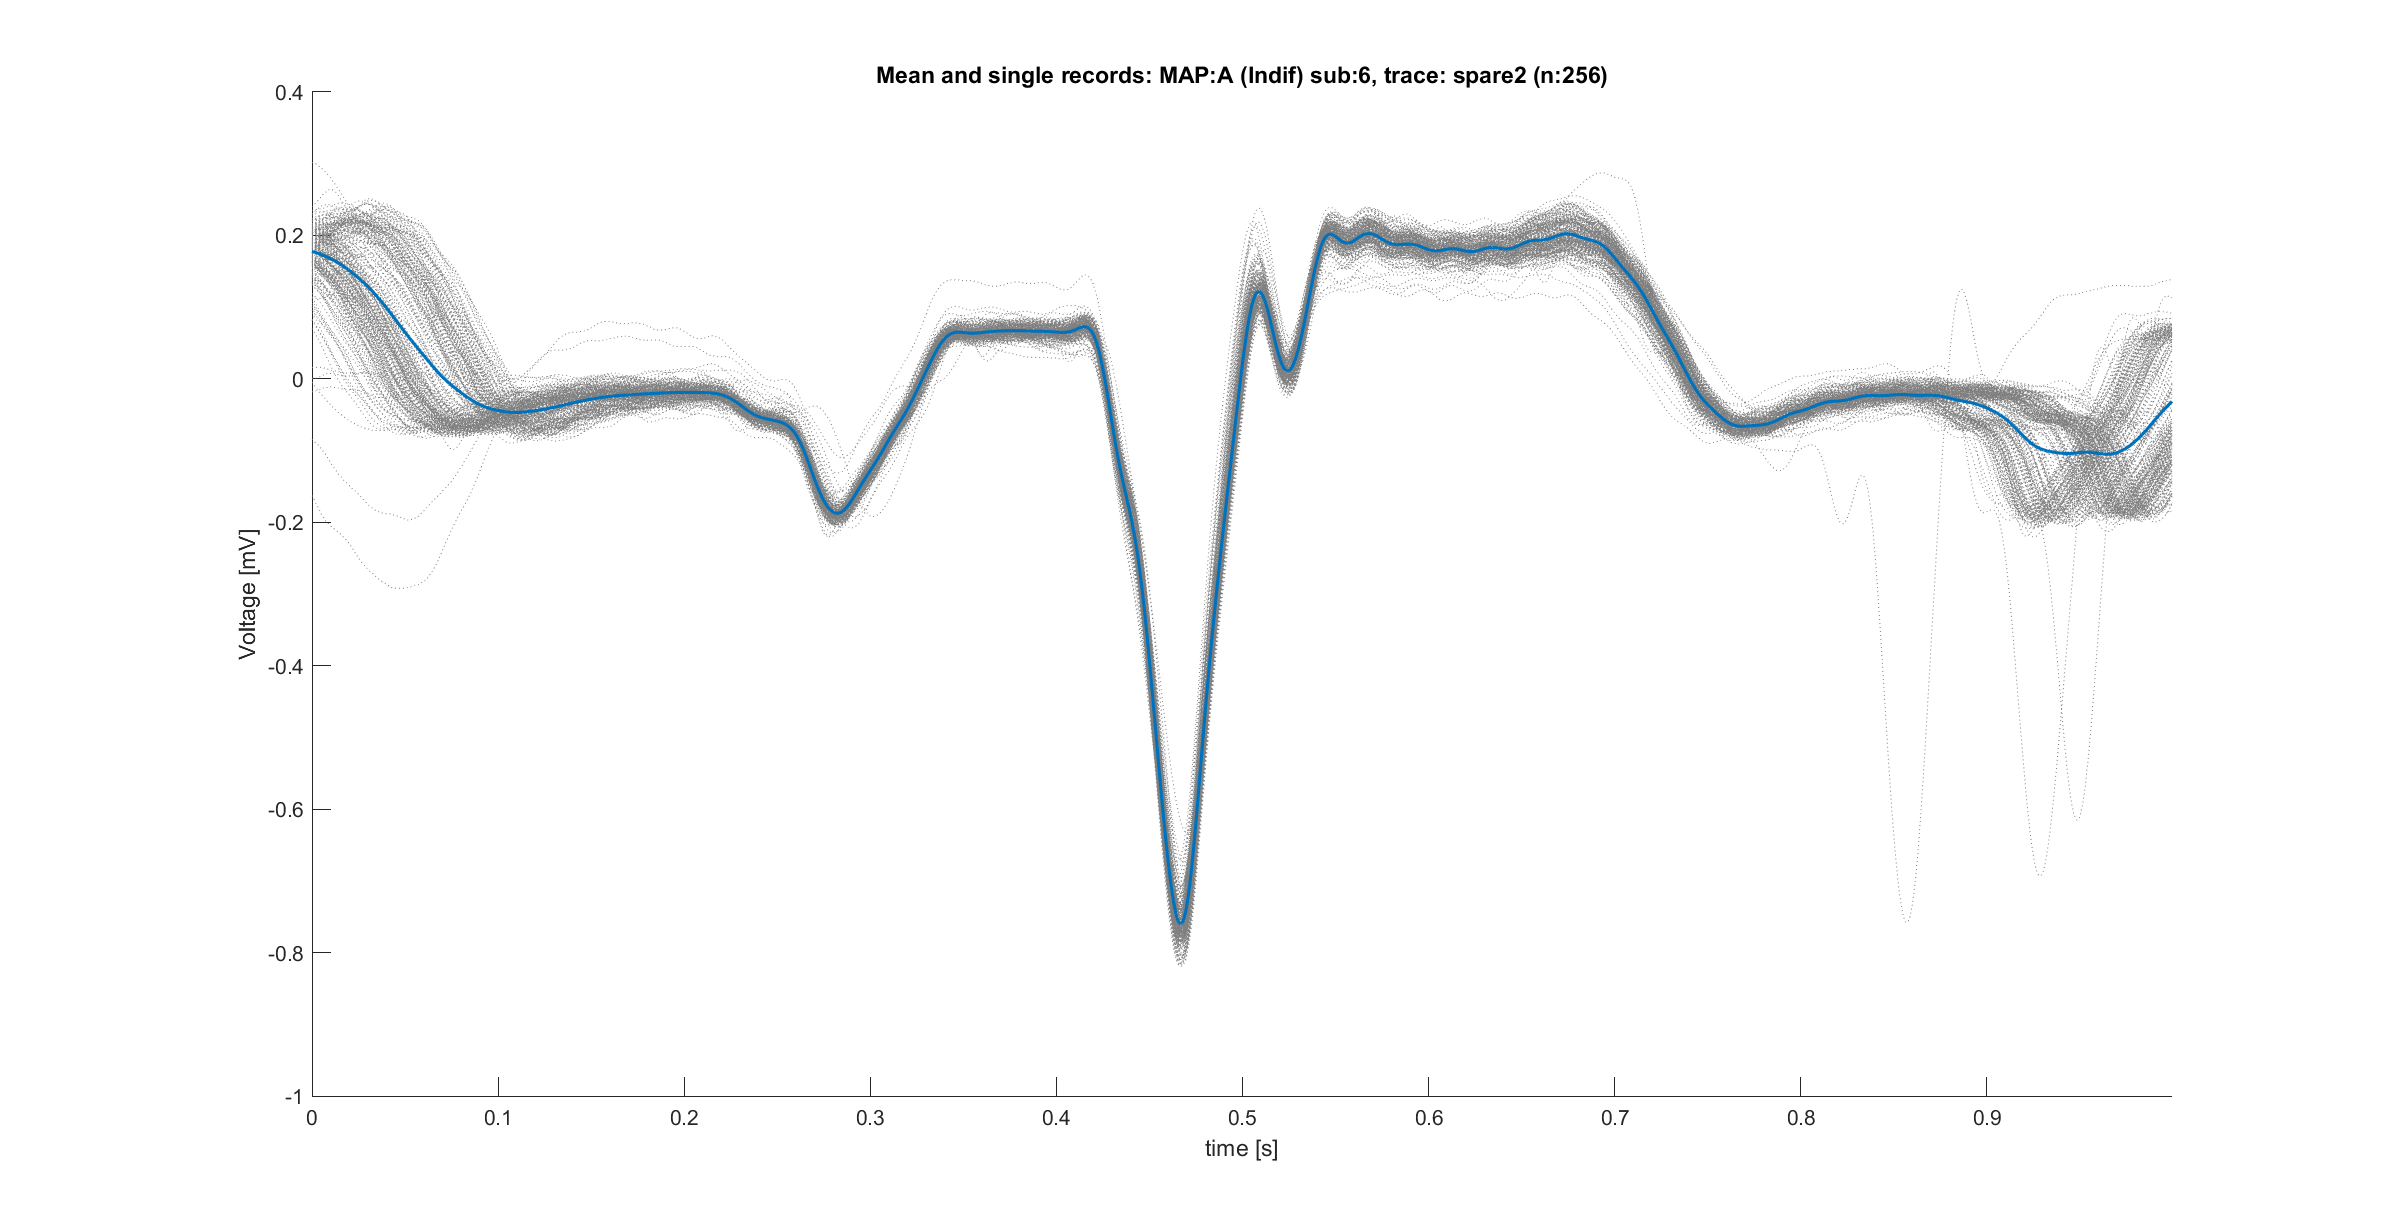 Mean and single records: MAP:A (Indif) sub:6, trace: spare2 (n:256)
0.4
0.2
0
-0.2
-0.4
-0.6
-0.8
-1
Voltage [mV]
0 0.1 0.2 0.3 0.4 0.5 0.6 0.7 0.8 0.9
time [s]